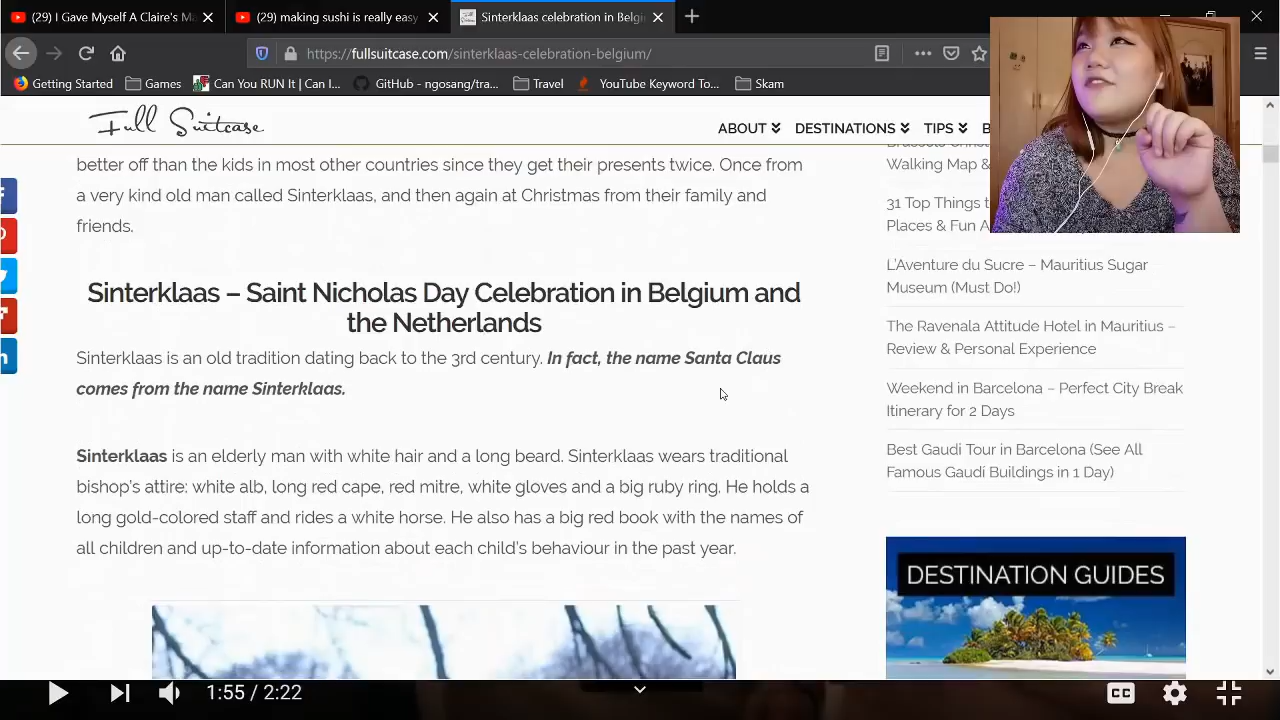 (29) I Gave Myself A Claire's Ma
(29) making sushi is really easy
Sinterklaas celebration in Belgi
https://fullsuitcase.com/sinterklaas-celebration-belgium/
Getting Started
Games
Can You RUN It | Can I...
GitHub - ngosang/tra...
Travel
YouTube Keyword To...
Skam
Full Suitcase
ABOUT
DESTINATIONS
TIPS
B
better off than the kids in most other countries since they get their presents twice. Once from
a very kind old man called Sinterklaas, and then again at Christmas from their family and
friends.
Sinterklaas – Saint Nicholas Day Celebration in Belgium and
the Netherlands
Sinterklaas is an old tradition dating back to the 3rd century. In fact, the name Santa Claus
comes from the name Sinterklaas.
Sinterklaas is an elderly man with white hair and a long beard. Sinterklaas wears traditional
bishop's attire: white alb, long red cape, red mitre, white gloves and a big ruby ring. He holds a
long gold-colored staff and rides a white horse. He also has a big red book with the names of
all children and up-to-date information about each child's behaviour in the past year.
Walking Map &
31 Top Things t
Places & Fun A
L'Aventure du Sucre – Mauritius Sugar
Museum (Must Do!)
The Ravenala Attitude Hotel in Mauritius –
Review & Personal Experience
Weekend in Barcelona – Perfect City Break
Itinerary for 2 Days
Best Gaudi Tour in Barcelona (See All
Famous Gaudí Buildings in 1 Day)
DESTINATION GUIDES
1:55 / 2:22
CC